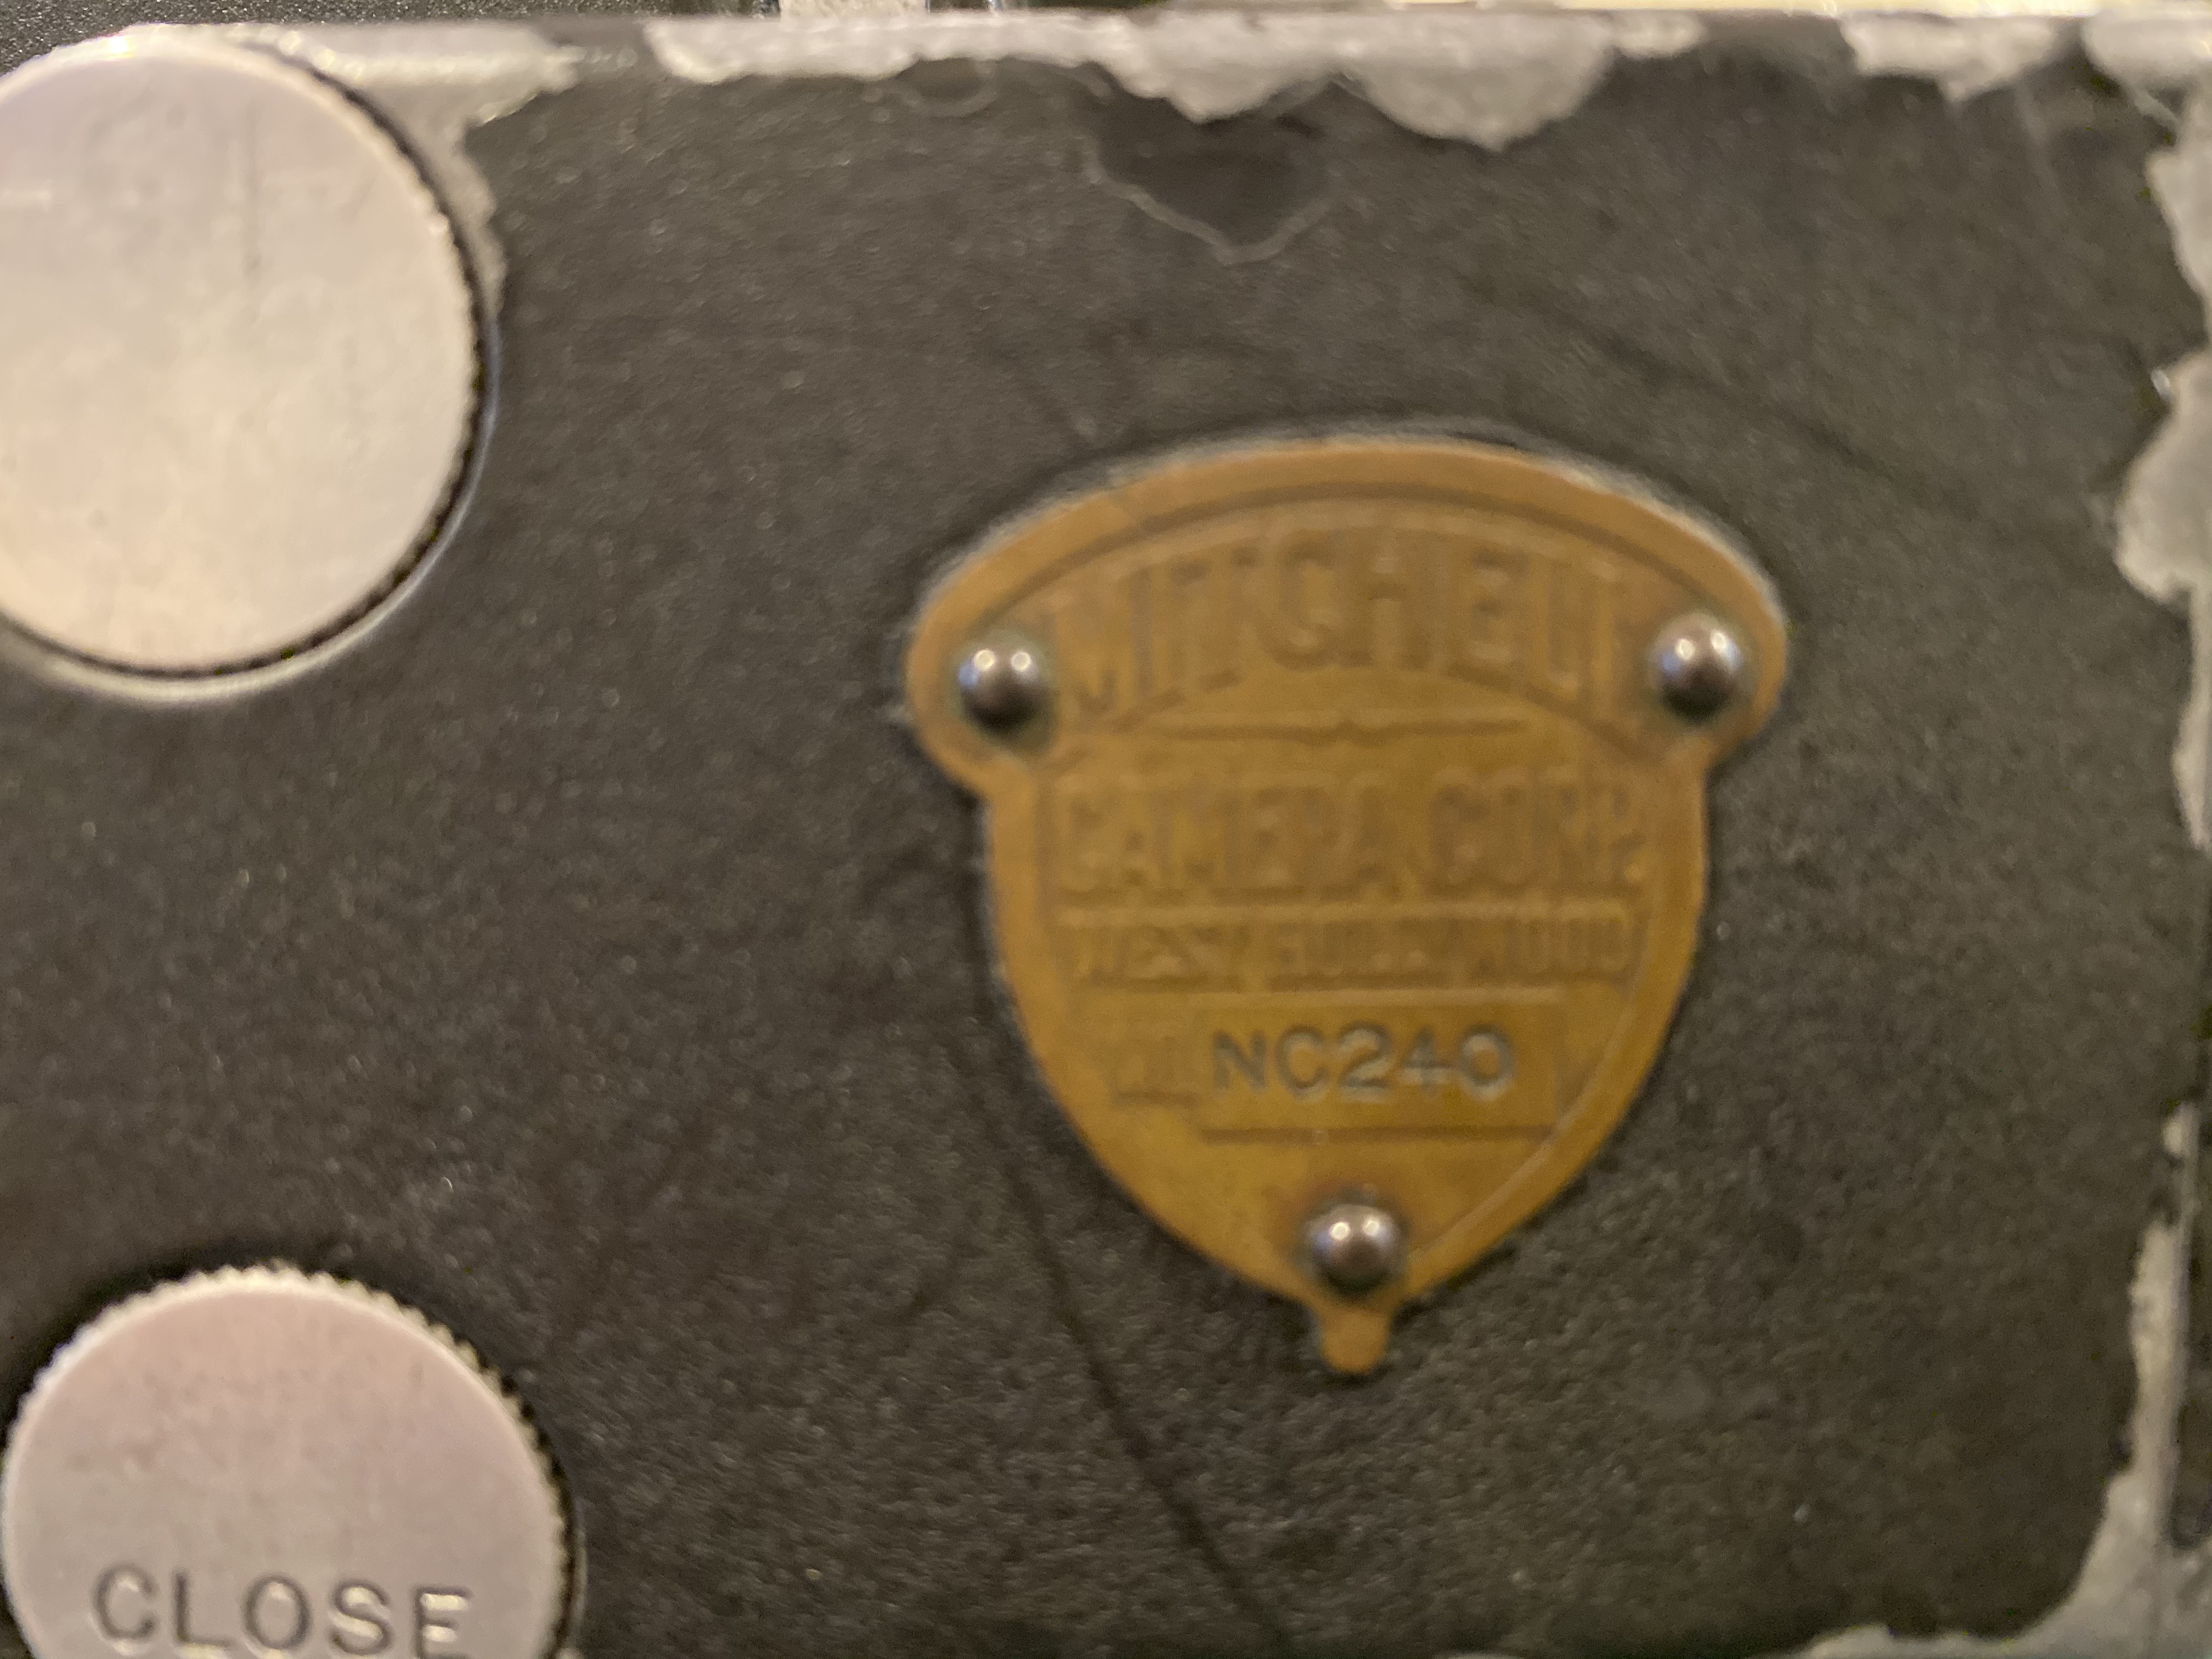 MITCHELL
CAMERA CORP.
WEST HOLLYWOOD
NC240
CLOSE